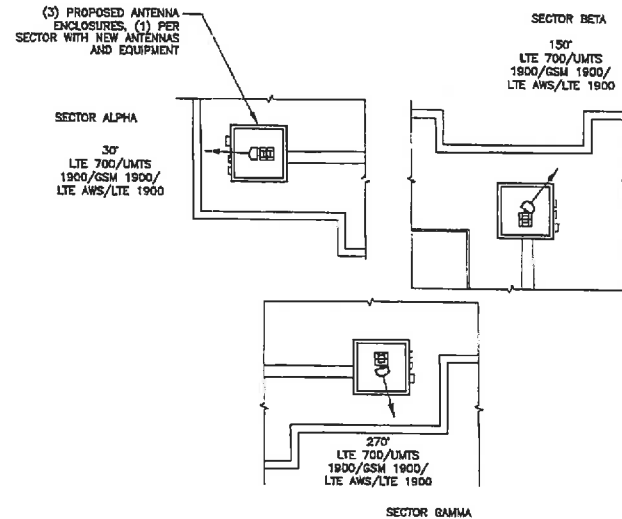 (3) PROPOSED ANTENNA
ENCLOSURES, (1) PER
SECTOR WITH NEW ANTENNAS
AND EQUIPMENT
SECTOR BETA
150°
LTE 700/UMTS
1900/GSM 1900/
LTE AWS/LTE 1900
SECTOR ALPHA
30°
LTE 700/UMTS
1900/GSM 1900/
LTE AWS/LTE 1900
270°
LTE 700/UMTS
1900/GSM 1900/
LTE AWS/LTE 1900
SECTOR GAMMA